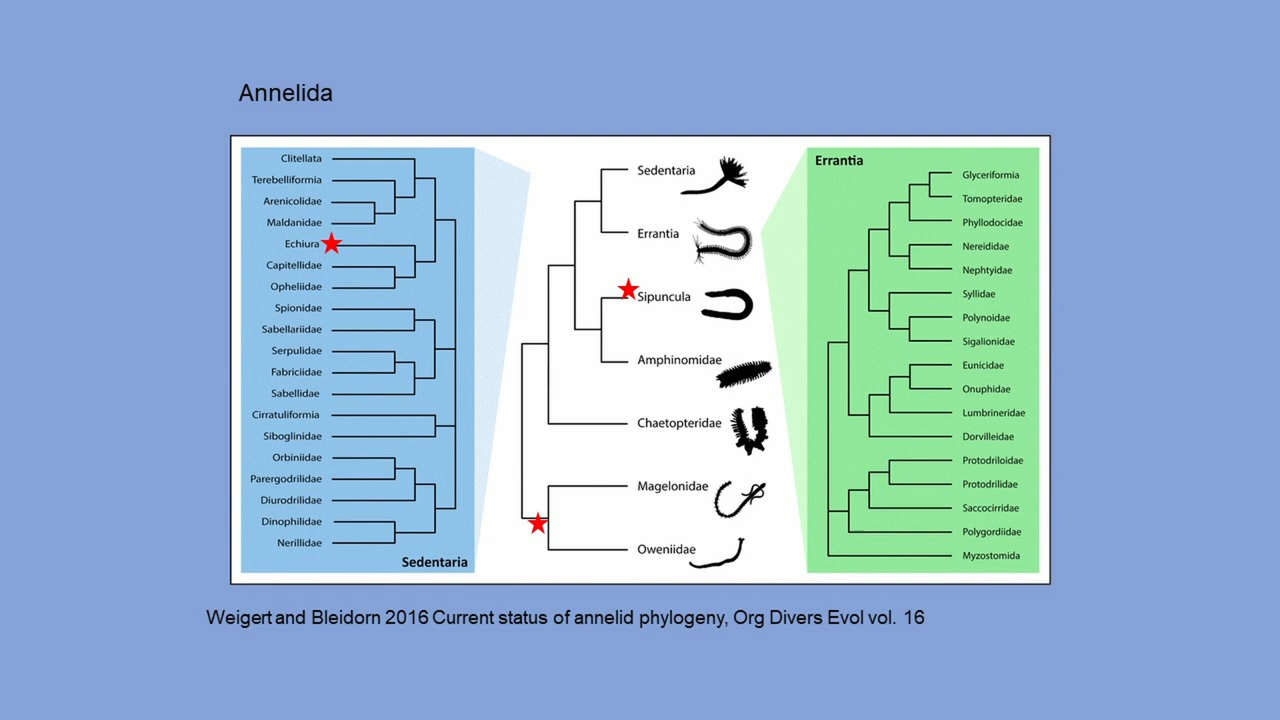 Annelida
Clitellata
Terebelliformia
Arenicolidae
Maldanidae
Echiura
Capitellidae
Opheliidae
Spionidae
Sabellariidae
Serpulidae
Fabriciidae
Sabellidae
Cirratuliformia
Siboglinidae
Orbiniidae
Parergodrilidae
Diurodrilidae
Dinophilidae
Nerillidae
Sedentaria
Sedentaria
Errantia
Sipuncula
Amphinomidae
Chaetopteridae
Magelonidae
Oweniidae
Errantia
Glyceriformia
Tomopteridae
Phyllodocidae
Nereididae
Nephtyidae
Syllidae
Polynoidae
Sigalionidae
Eunicidae
Onuphidae
Lumbrineridae
Dorvilleidae
Protodriloidae
Protodrilidae
Saccocirridae
Polygordiidae
Myzostomida
Weigert and Bleidorn 2016 Current status of annelid phylogeny, Org Divers Evol vol. 16